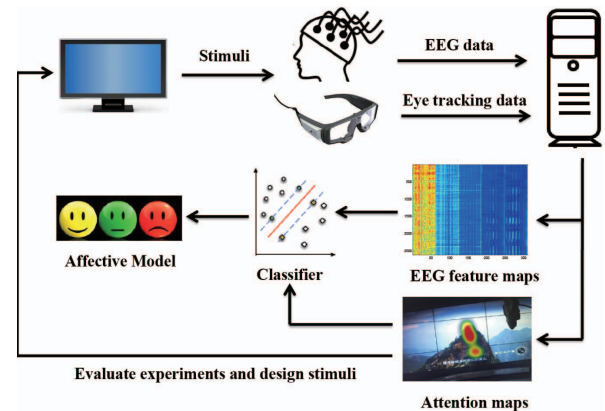 Stimuli
EEG data
Eye tracking data
Affective Model
Classifier
EEG feature maps
Evaluate experiments and design stimuli
Attention maps